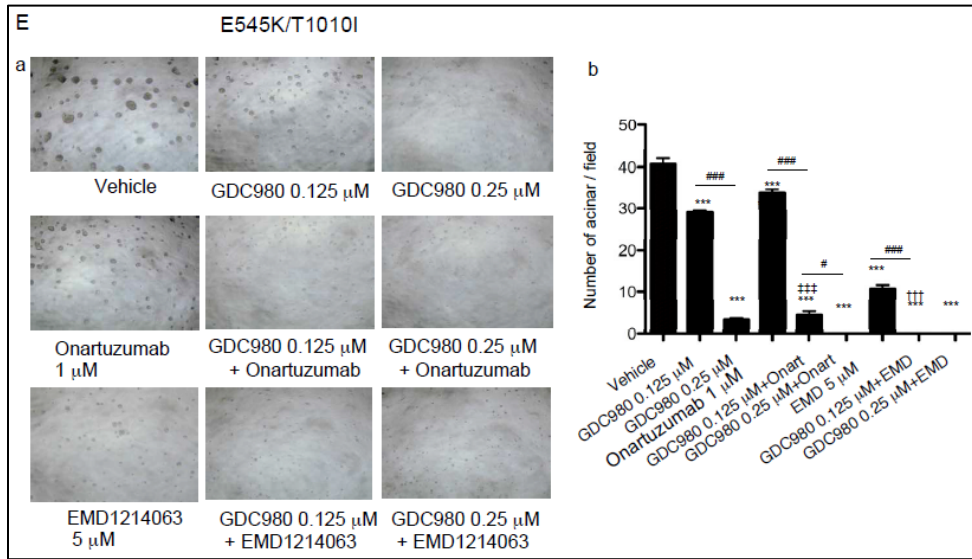 E
E545K/T1010I
a
Vehicle
GDC980 0.125 μM
GDC980 0.25 μM
Onartuzumab
1 μM
GDC980 0.125 μM
+ Onartuzumab
GDC980 0.25 μM
+ Onartuzumab
EMD1214063
5 μM
GDC980 0.125 μM
+ EMD1214063
GDC980 0.25 μM
+ EMD1214063
b
Number of acinar / field
50
40
30
20
10
0
###
***
***
###
***
#
‡‡‡
***
***
###
***
†††
***
***
Vehicle
GDC980 0.125 μM
GDC980 0.25 μM
Onartuzumab 1 μM
GDC980 0.125 μM+Onart
GDC980 0.25 μM+Onart
EMD 5 μM
GDC980 0.125 μM+EMD
GDC980 0.25 μM+EMD